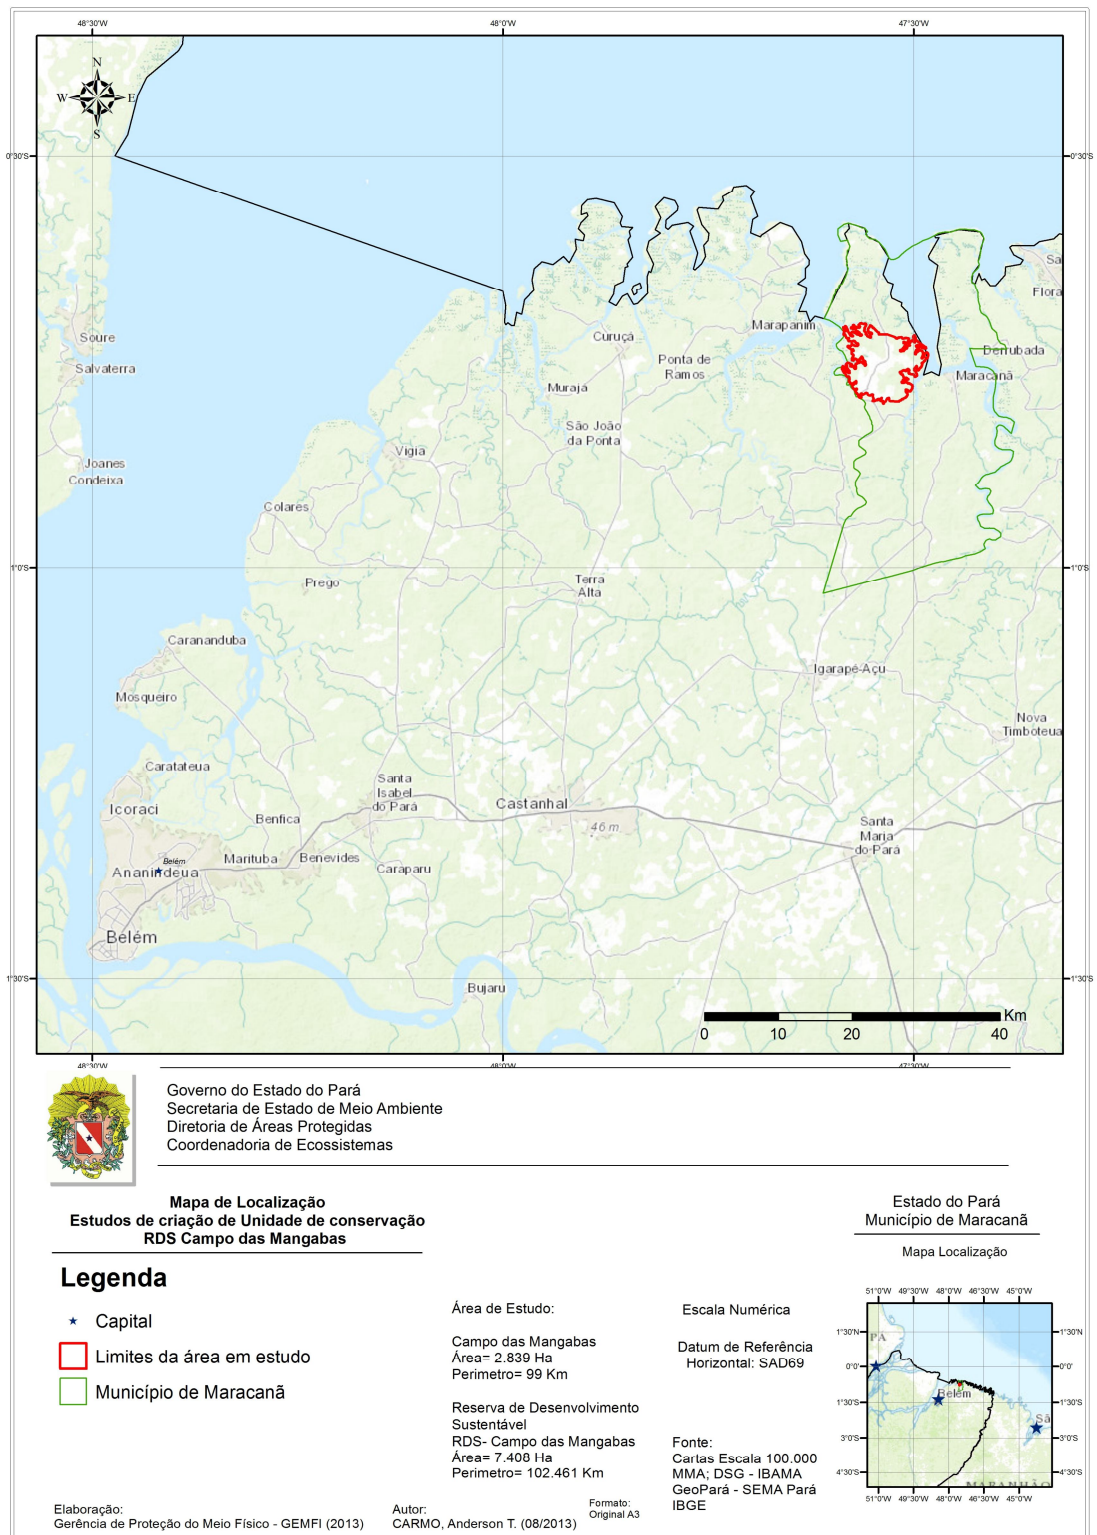 48°30'W 48°0'W 47°30'W
N
W E
S
0°30'S 0°30'S
Sa
Flora
Soure
Salvaterra
Curuçá
Marapanim
Ponta de
Ramos
Derrubada
Maracanã
Murajá
São João
da Ponta
Vigia
Joanes
Condeixa
Colares
1°0'S 1°0'S
Prego
Terra
Alta
Carananduba
Igarapé-Açu
Mosqueiro
Nova
Timboteua
Caratateua
Santa
Isabel
do Pará
Icoraci
Castanhal
Benfica
46 m
Santa
Maria
do Pará
Belém
Marituba
Benevides
Ananindeua
Caraparu
Belém
1°30'S 1°30'S
Bujaru
Km
0 10 20 40
48°30'W 48°0'W 47°30'W
Governo do Estado do Pará
Secretaria de Estado de Meio Ambiente
Diretoria de Áreas Protegidas
Coordenadoria de Ecossistemas
Mapa de Localização
Estudos de criação de Unidade de conservação
RDS Campo das Mangabas
Estado do Pará
Município de Maracanã
Mapa Localização
Legenda
Capital
Limites da área em estudo
Município de Maracanã
Área de Estudo:
Campo das Mangabas
Área= 2.839 Ha
Perimetro= 99 Km
Reserva de Desenvolvimento
Sustentável
RDS- Campo das Mangabas
Área= 7.408 Ha
Perimetro= 102.461 Km
Escala Numérica
Datum de Referência
Horizontal: SAD69
Fonte:
Cartas Escala 100.000
MMA; DSG - IBAMA
GeoPará - SEMA Pará
IBGE
51°0'W 49°30'W 48°0'W 46°30'W 45°0'W
1°30'N 1°30'N
PÁ
0°0' 0°0'
Belém
1°30'S 1°30'S
Sã
3°0'S 3°0'S
4°30'S 4°30'S
MARANHÃO
51°0'W 49°30'W 48°0'W 46°30'W 45°0'W
Elaboração:
Gerência de Proteção do Meio Físico - GEMFI (2013)
Autor:
CARMO, Anderson T. (08/2013)
Formato:
Original A3